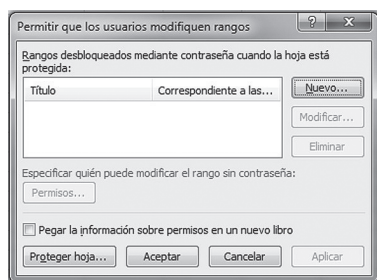 Permitir que los usuarios modifiquen rangos
Rangos desbloqueados mediante contraseña cuando la hoja está
protegida:
Título Correspondiente a las...
Nuevo...
Modificar...
Eliminar
Especificar quién puede modificar el rango sin contraseña:
Permisos...
Pegar la información sobre permisos en un nuevo libro
Proteger hoja... Aceptar Cancelar Aplicar